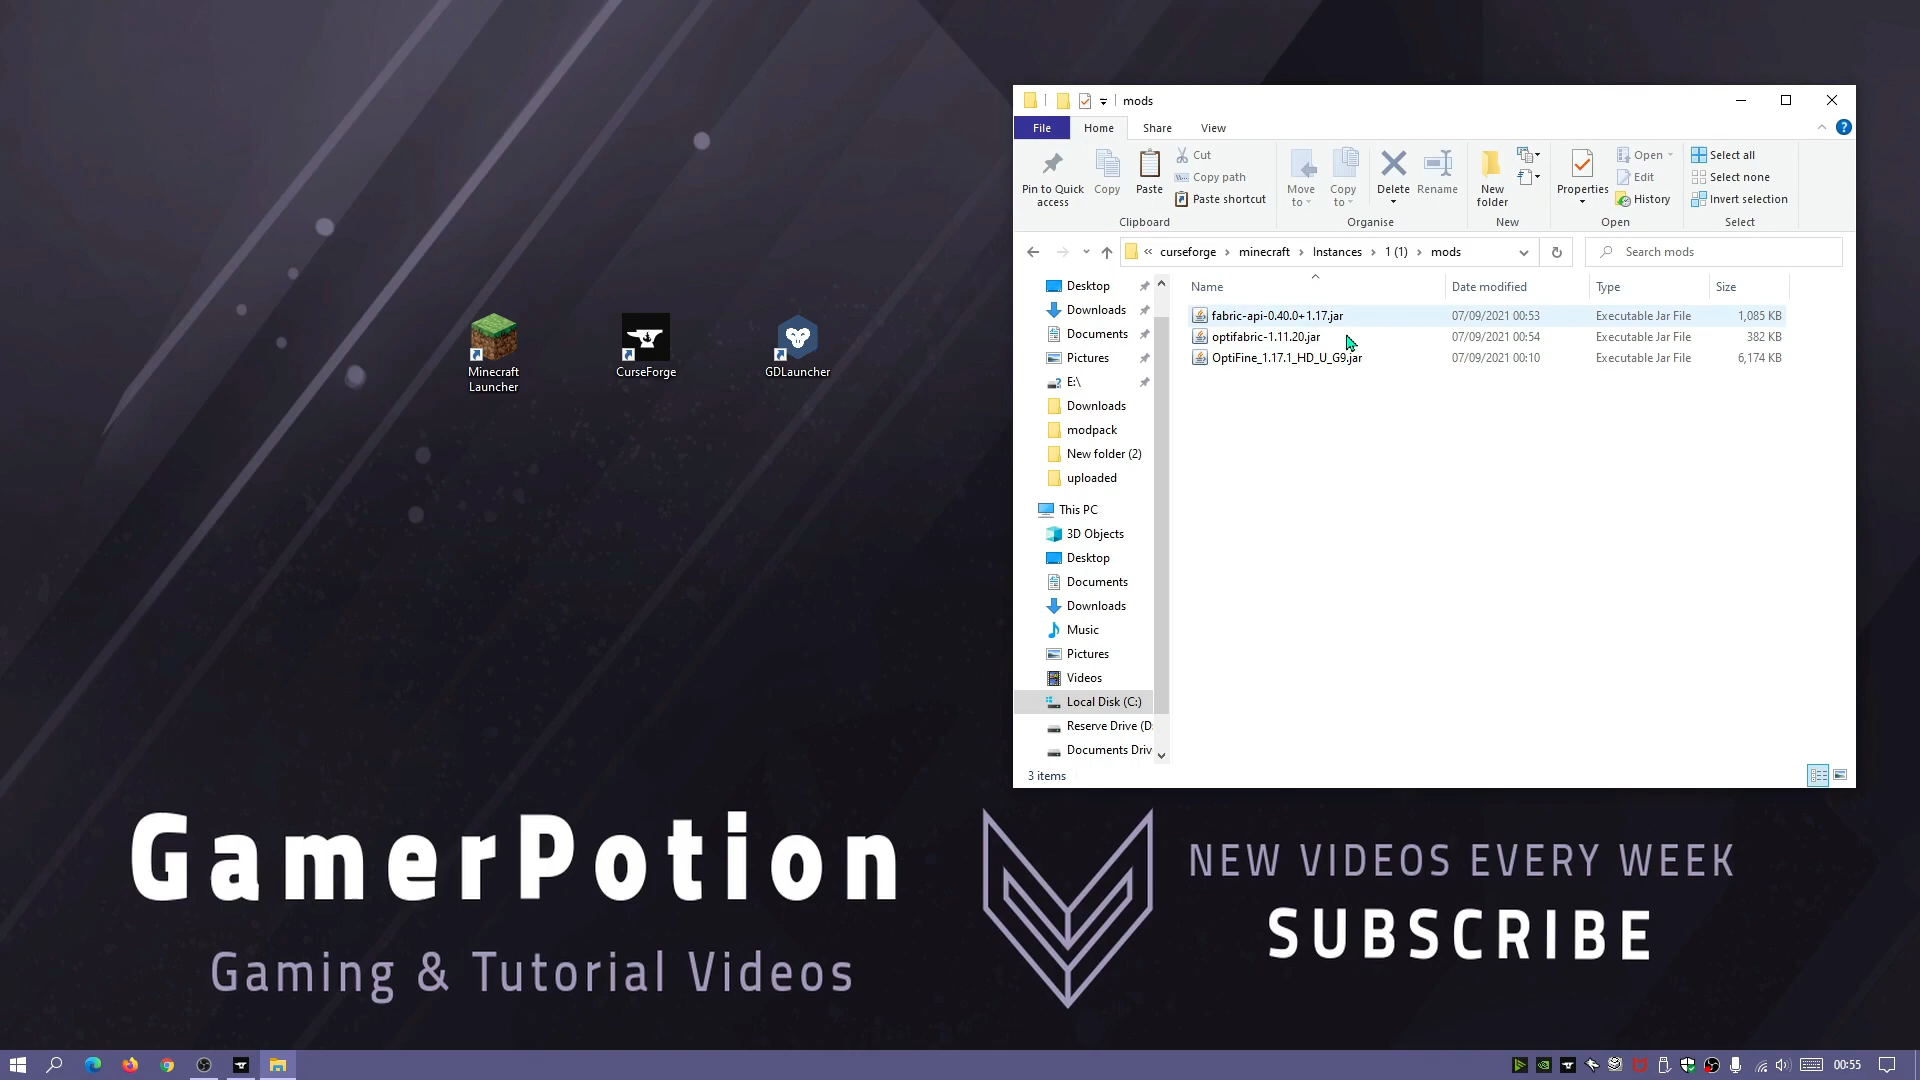 mods
File
Home
Share
View
Pin to Quick access
Copy
Paste
Cut
Copy path
Paste shortcut
Move to
Copy to
Delete
Rename
New folder
Properties
Open
Edit
History
Select all
Select none
Invert selection
Clipboard
Organise
New
Open
Select
« curseforge › minecraft › Instances › 1 (1) › mods
Search mods
Name
Date modified
Type
Size
fabric-api-0.40.0+1.17.jar 07/09/2021 00:53 Executable Jar File 1,085 KB
optifabric-1.11.20.jar 07/09/2021 00:54 Executable Jar File 382 KB
OptiFine_1.17.1_HD_U_G9.jar 07/09/2021 00:10 Executable Jar File 6,174 KB
Desktop
Downloads
Documents
Pictures
E:\
Downloads
modpack
New folder (2)
uploaded
This PC
3D Objects
Desktop
Documents
Downloads
Music
Pictures
Videos
Local Disk (C:)
Reserve Drive (D:
Documents Driv
3 items
Minecraft Launcher
CurseForge
GDLauncher
GamerPotion
Gaming & Tutorial Videos
NEW VIDEOS EVERY WEEK
SUBSCRIBE
00:55